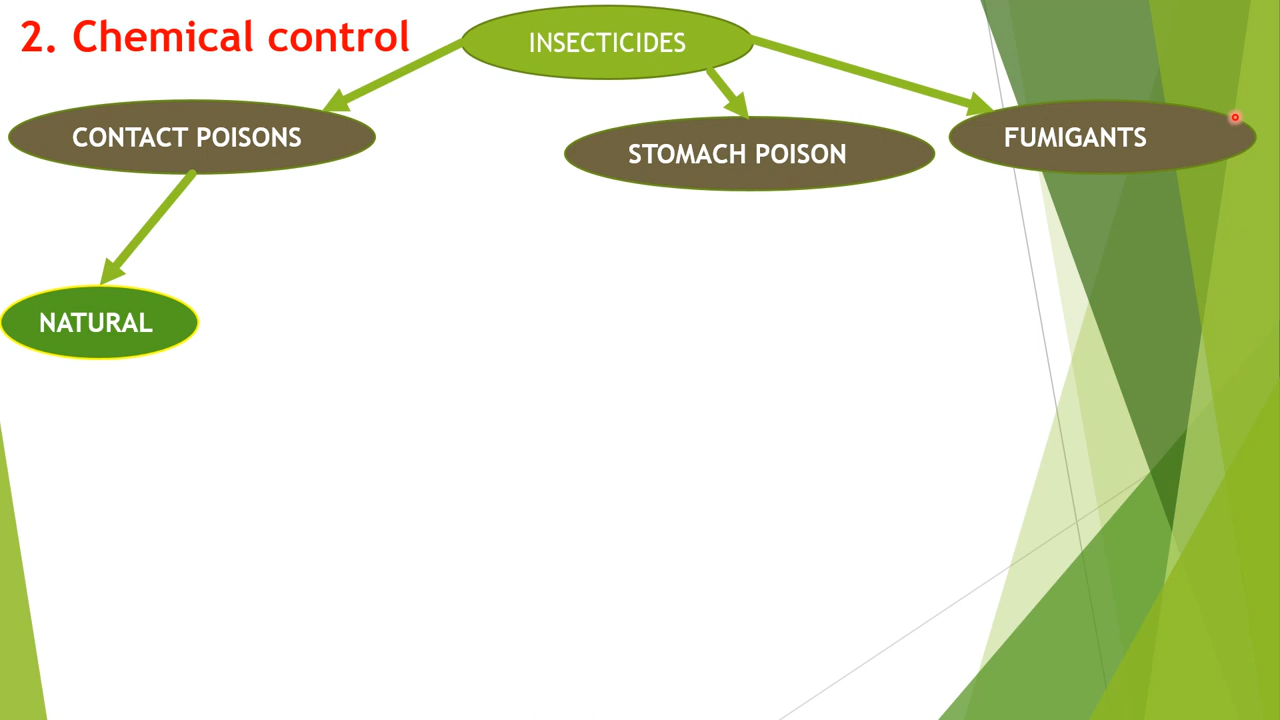 2. Chemical control
INSECTICIDES
CONTACT POISONS
STOMACH POISON
FUMIGANTS
NATURAL